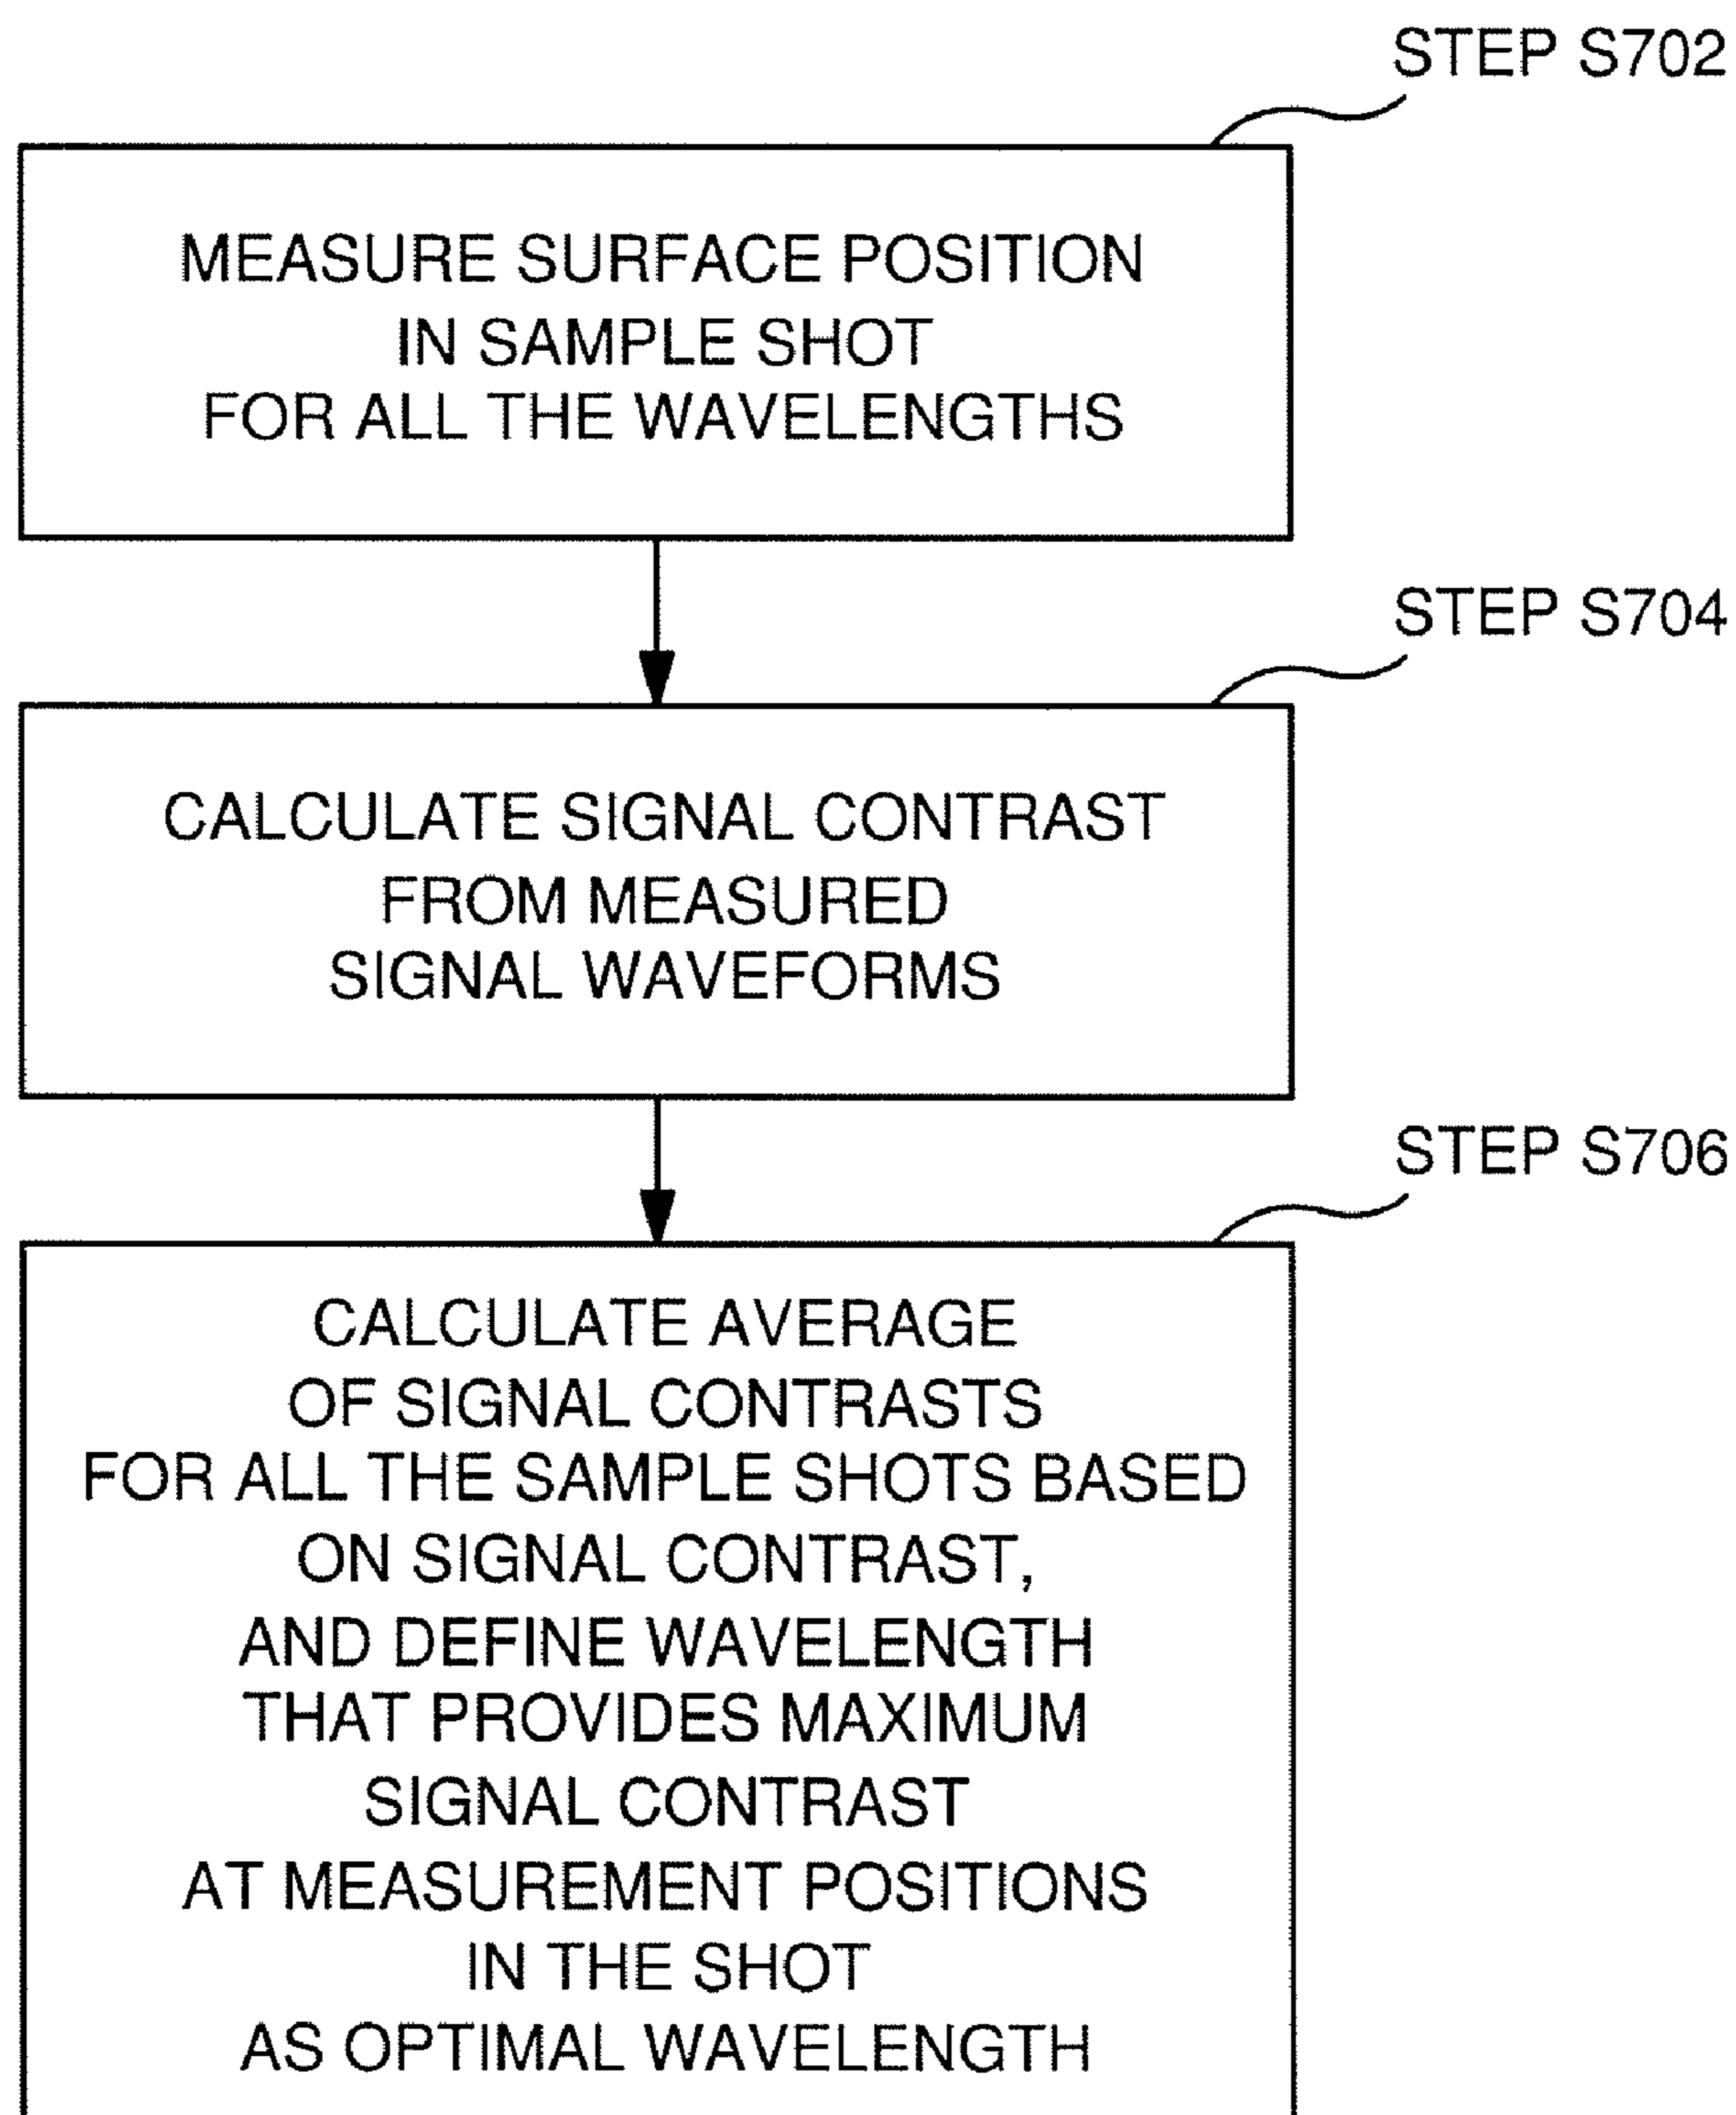 STEP S702
MEASURE SURFACE POSITION
IN SAMPLE SHOT
FOR ALL THE WAVELENGTHS
STEP S704
CALCULATE SIGNAL CONTRAST
FROM MEASURED
SIGNAL WAVEFORMS
STEP S706
CALCULATE AVERAGE
OF SIGNAL CONTRASTS
FOR ALL THE SAMPLE SHOTS BASED
ON SIGNAL CONTRAST,
AND DEFINE WAVELENGTH
THAT PROVIDES MAXIMUM
SIGNAL CONTRAST
AT MEASUREMENT POSITIONS
IN THE SHOT
AS OPTIMAL WAVELENGTH